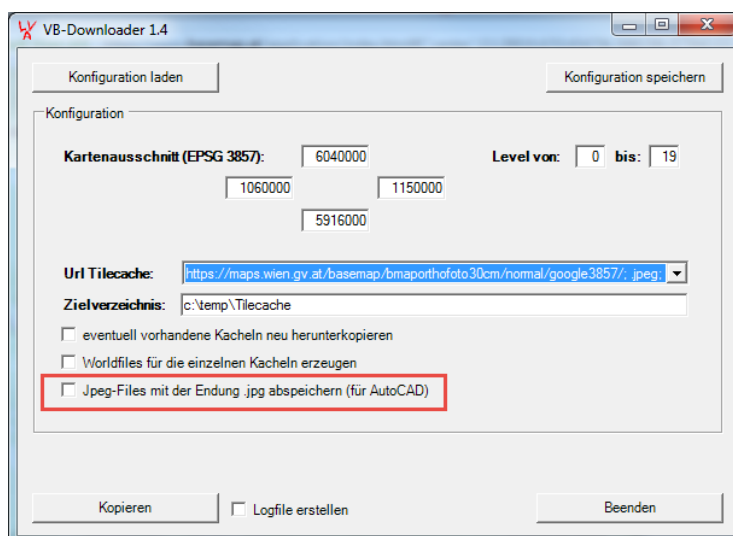 VB-Downloader 1.4
Konfiguration laden
Konfiguration speichern
Konfiguration
Kartenausschnitt (EPSG 3857): 6040000 Level von: 0 bis: 19
1060000 1150000
5916000
Url Tilecache: https://maps.wien.gv.at/basemap/bmaporthofoto30cm/normal/google3857/; .jpeg;
Zielverzeichnis: c:\temp\Tilecache
eventuell vorhandene Kacheln neu herunterkopieren
Worldfiles für die einzelnen Kacheln erzeugen
Jpeg-Files mit der Endung .jpg abspeichern (für AutoCAD)
Kopieren
Logfile erstellen
Beenden